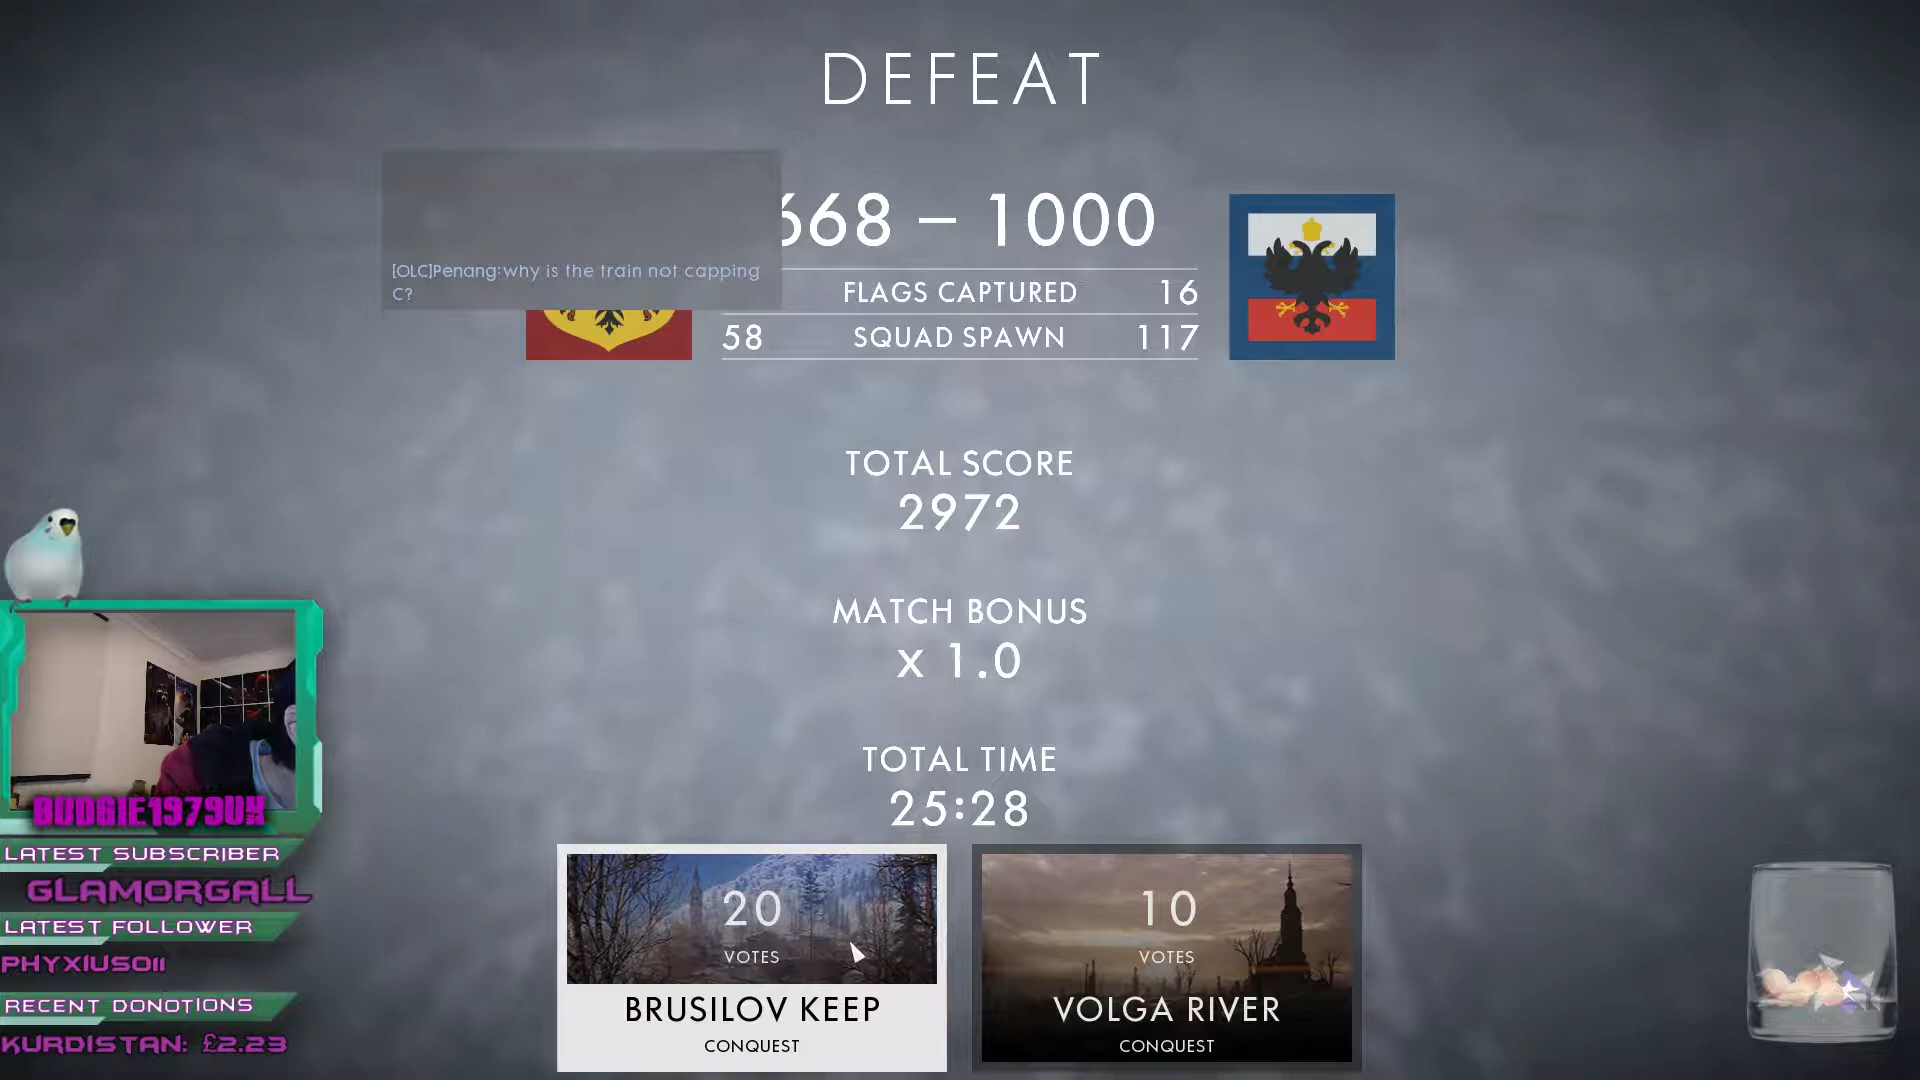 DEFEAT
668 – 1000
[OLC]Penang:why is the train not capping
C?
FLAGS CAPTURED 16
58 SQUAD SPAWN 117
TOTAL SCORE
2972
MATCH BONUS
x 1.0
TOTAL TIME
25:28
20
VOTES
BRUSILOV KEEP
CONQUEST
10
VOTES
VOLGA RIVER
CONQUEST
BUDGIE1979UK
LATEST SUBSCRIBER
GLAMORGALL
LATEST FOLLOWER
PHYXIUSO11
RECENT DONOTIONS
KURDISTAN: £2.23